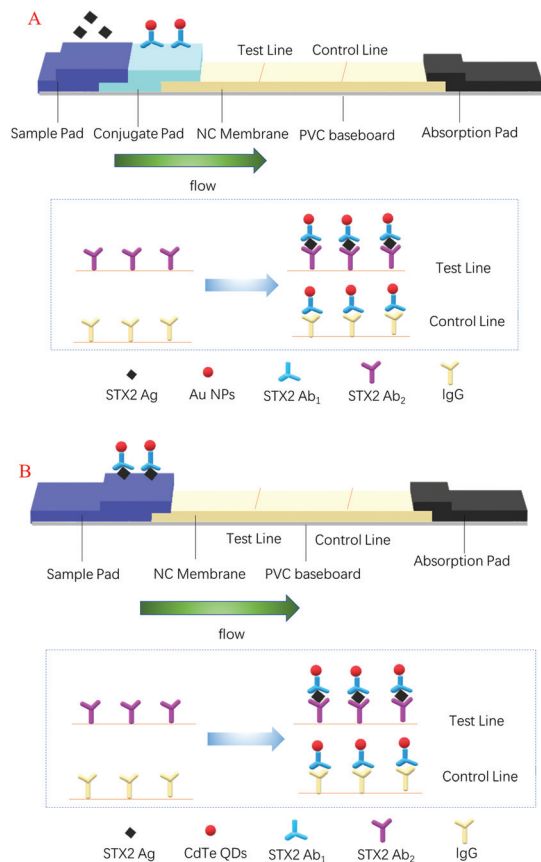 A
Test Line Control Line
Sample Pad Conjugate Pad NC Membrane PVC baseboard Absorption Pad
flow
Test Line
Control Line
STX2 Ag Au NPs STX2 Ab₁ STX2 Ab₂ IgG
B
Test Line Control Line
Absorption Pad
Sample Pad NC Membrane PVC baseboard
flow
Test Line
Control Line
STX2 Ag CdTe QDs STX2 Ab₁ STX2 Ab₂ IgG